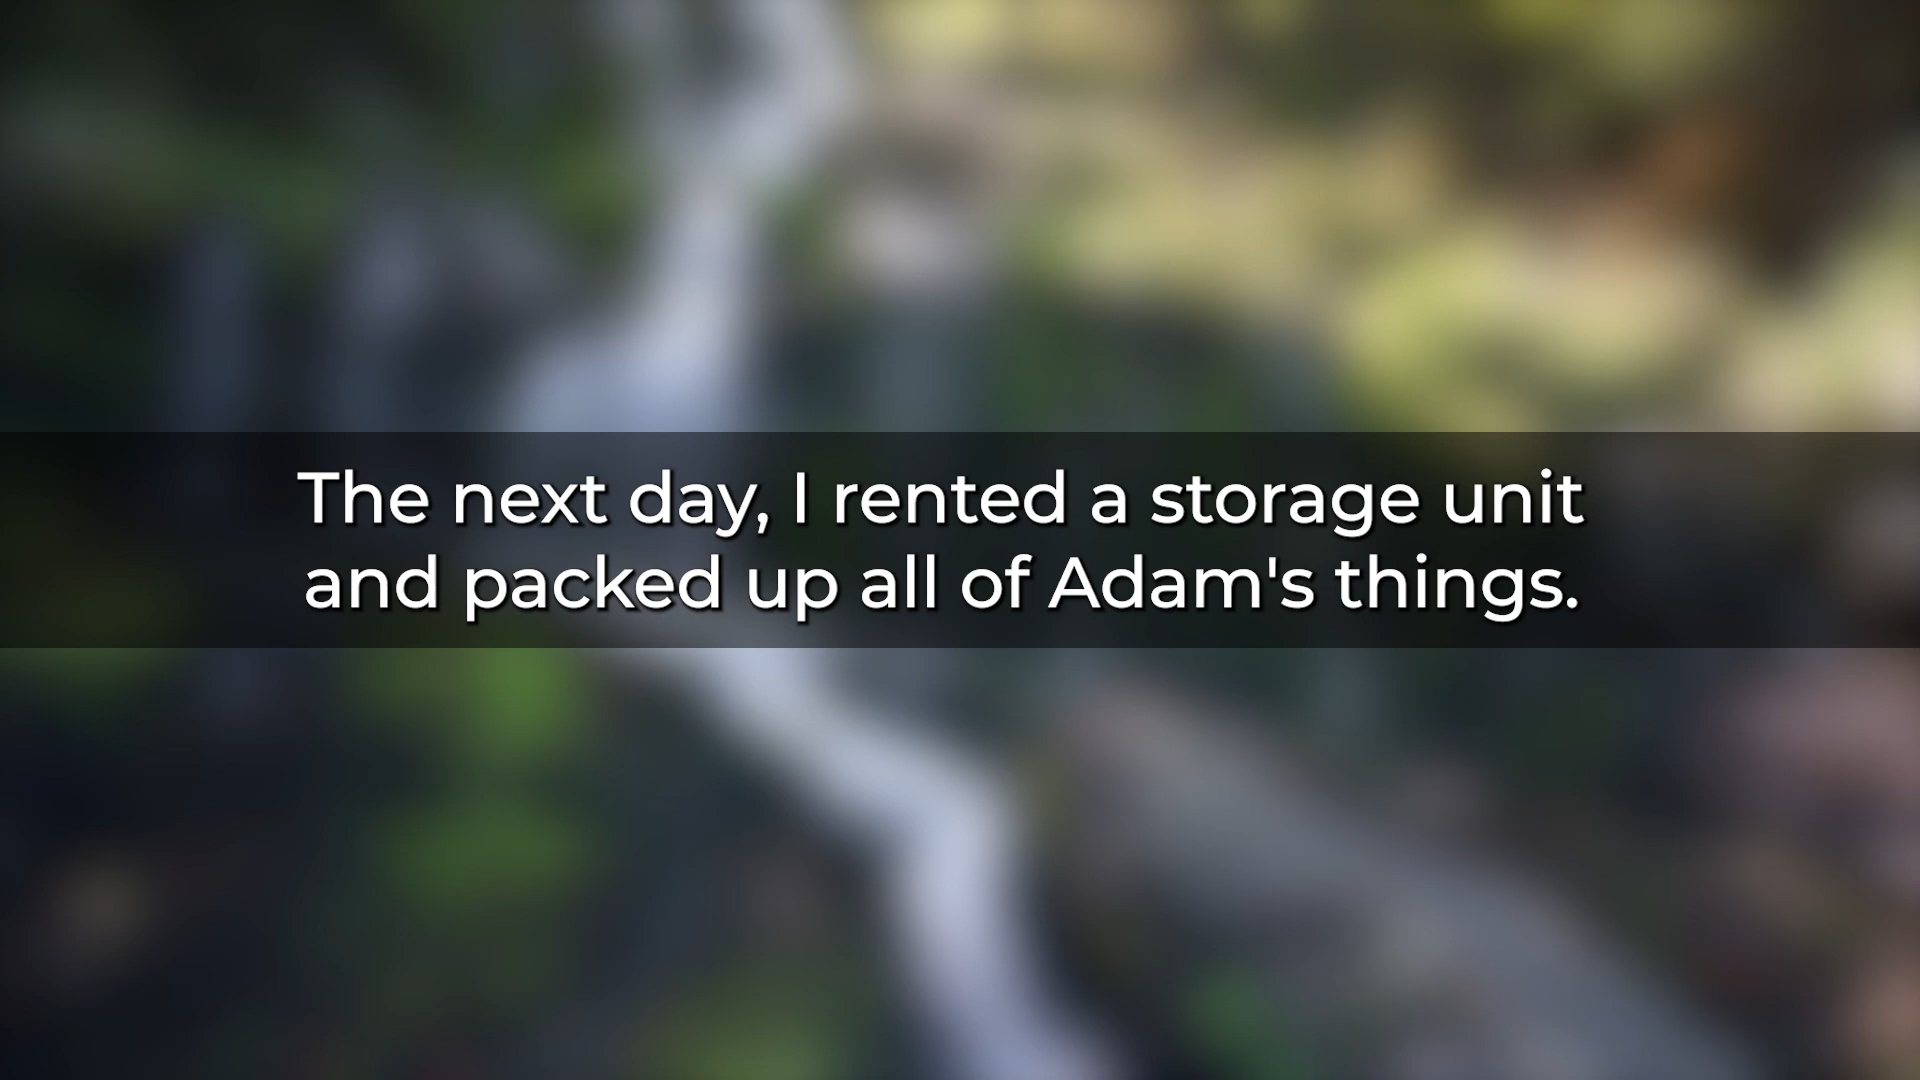 The next day, I rented a storage unit
and packed up all of Adam's things.